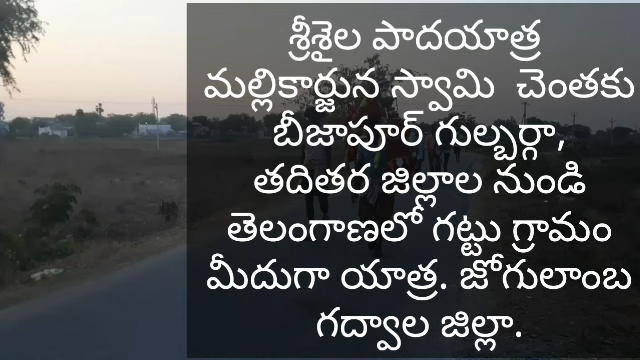 శ్రీశైల పాదయాత్ర
మల్లికార్జున స్వామి  చెంతకు
బీజాపూర్ గుల్బర్గా,
తదితర జిల్లాల నుండి
తెలంగాణలో గట్టు గ్రామం
మీదుగా యాత్ర. జోగులాంబ
గద్వాల జిల్లా.